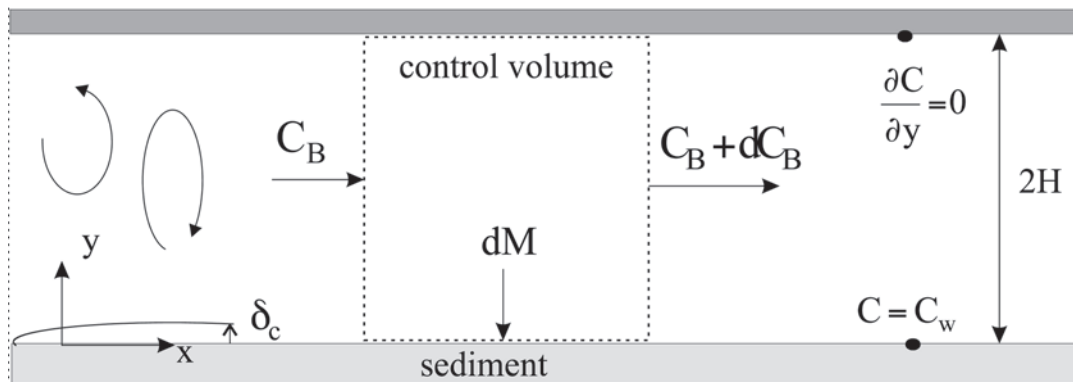 control volume
∂C
∂y
=0
C_B
C_B + dC_B
2H
dM
y
δ_c
C = C_w
x
sediment